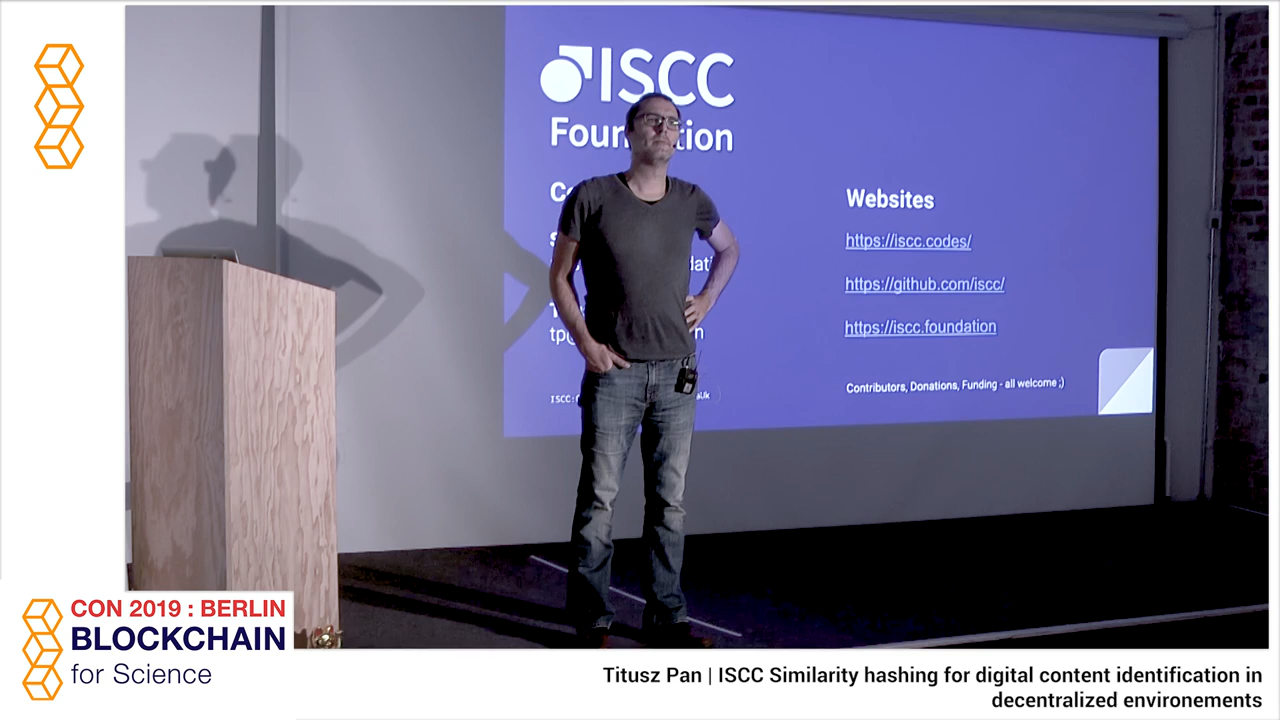 ISCC
Foundation
Websites
https://iscc.codes/
https://github.com/iscc/
https://iscc.foundation
Contributors, Donations, Funding - all welcome ;)
CON 2019 : BERLIN
BLOCKCHAIN
for Science
Titusz Pan | ISCC Similarity hashing for digital content identification in
decentralized environements